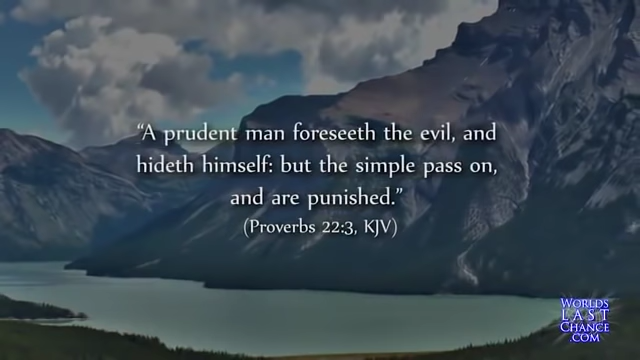 “A prudent man foreseeth the evil, and
hideth himself: but the simple pass on,
and are punished.”
(Proverbs 22:3, KJV)
WORLDS
LAST
CHANCE
.COM